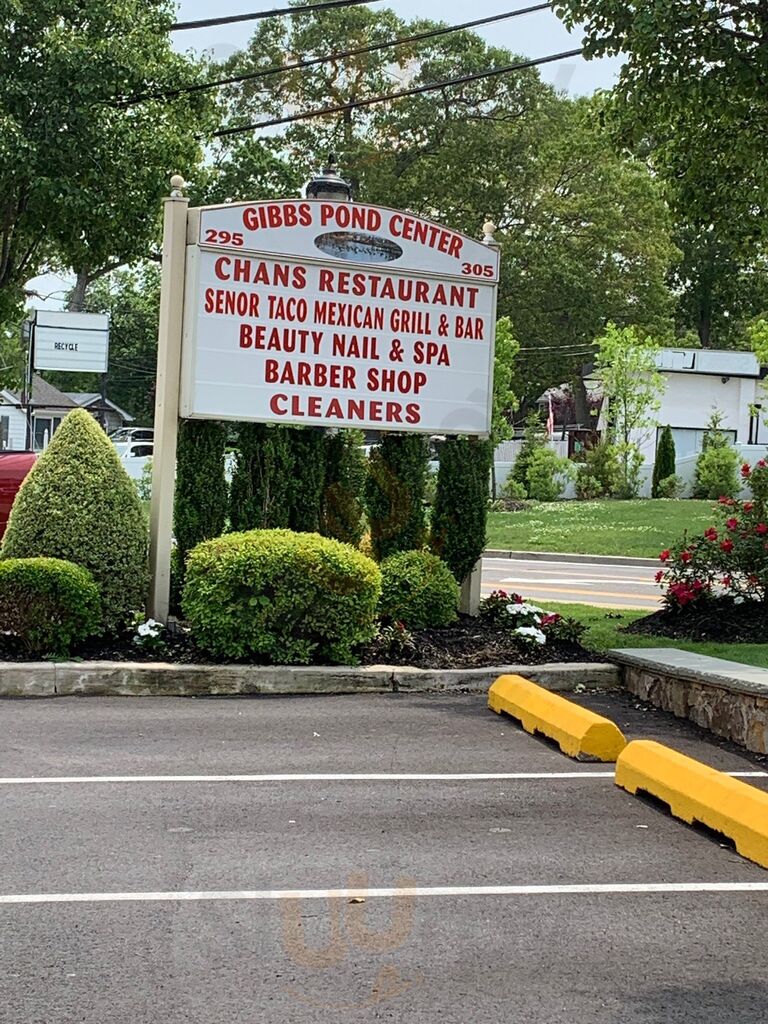 GIBBS POND CENTER
295
305
CHANS RESTAURANT
SENOR TACO MEXICAN GRILL & BAR
BEAUTY NAIL & SPA
BARBER SHOP
CLEANERS
RECYCLE